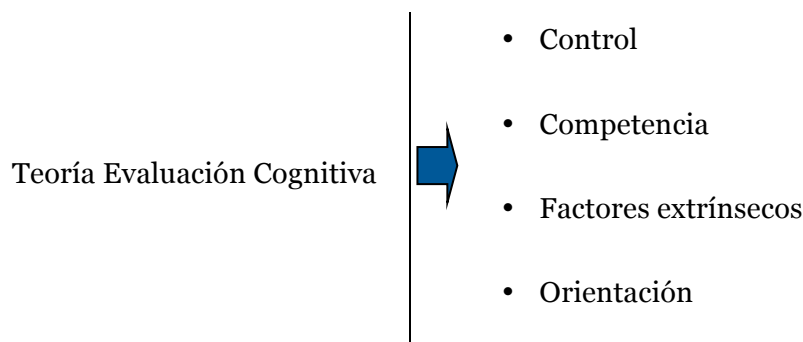 • Control
• Competencia
Teoría Evaluación Cognitiva
• Factores extrínsecos
• Orientación